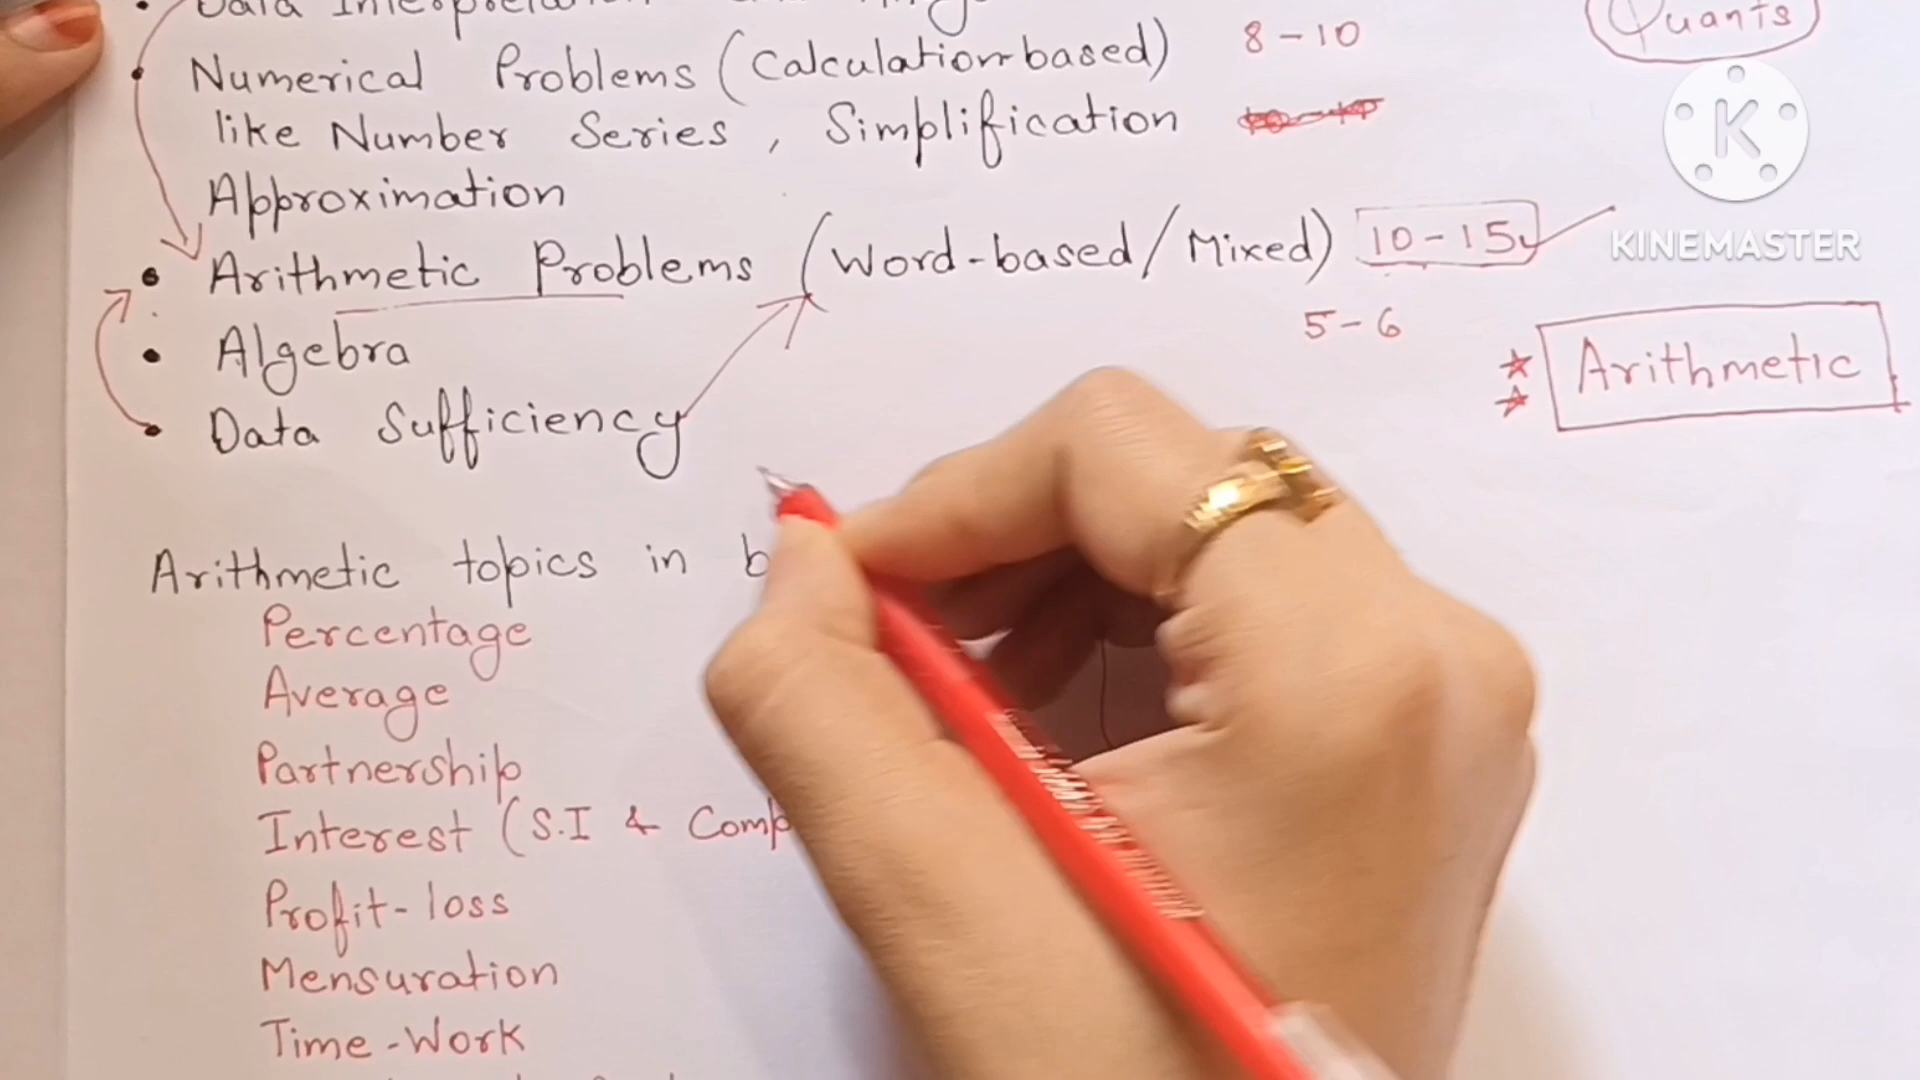 Data
Quants
Numerical Problems (Calculation-based) 8-10
like Number Series, Simplification
Approximation
Arithmetic Problems (Word-based/Mixed) 10-15
5-6
Algebra
Arithmetic
Data Sufficiency
Arithmetic topics in
Percentage
Average
Partnership
Interest (S.I & Comp
Profit-loss
Mensuration
Time-Work
K
KINEMASTER